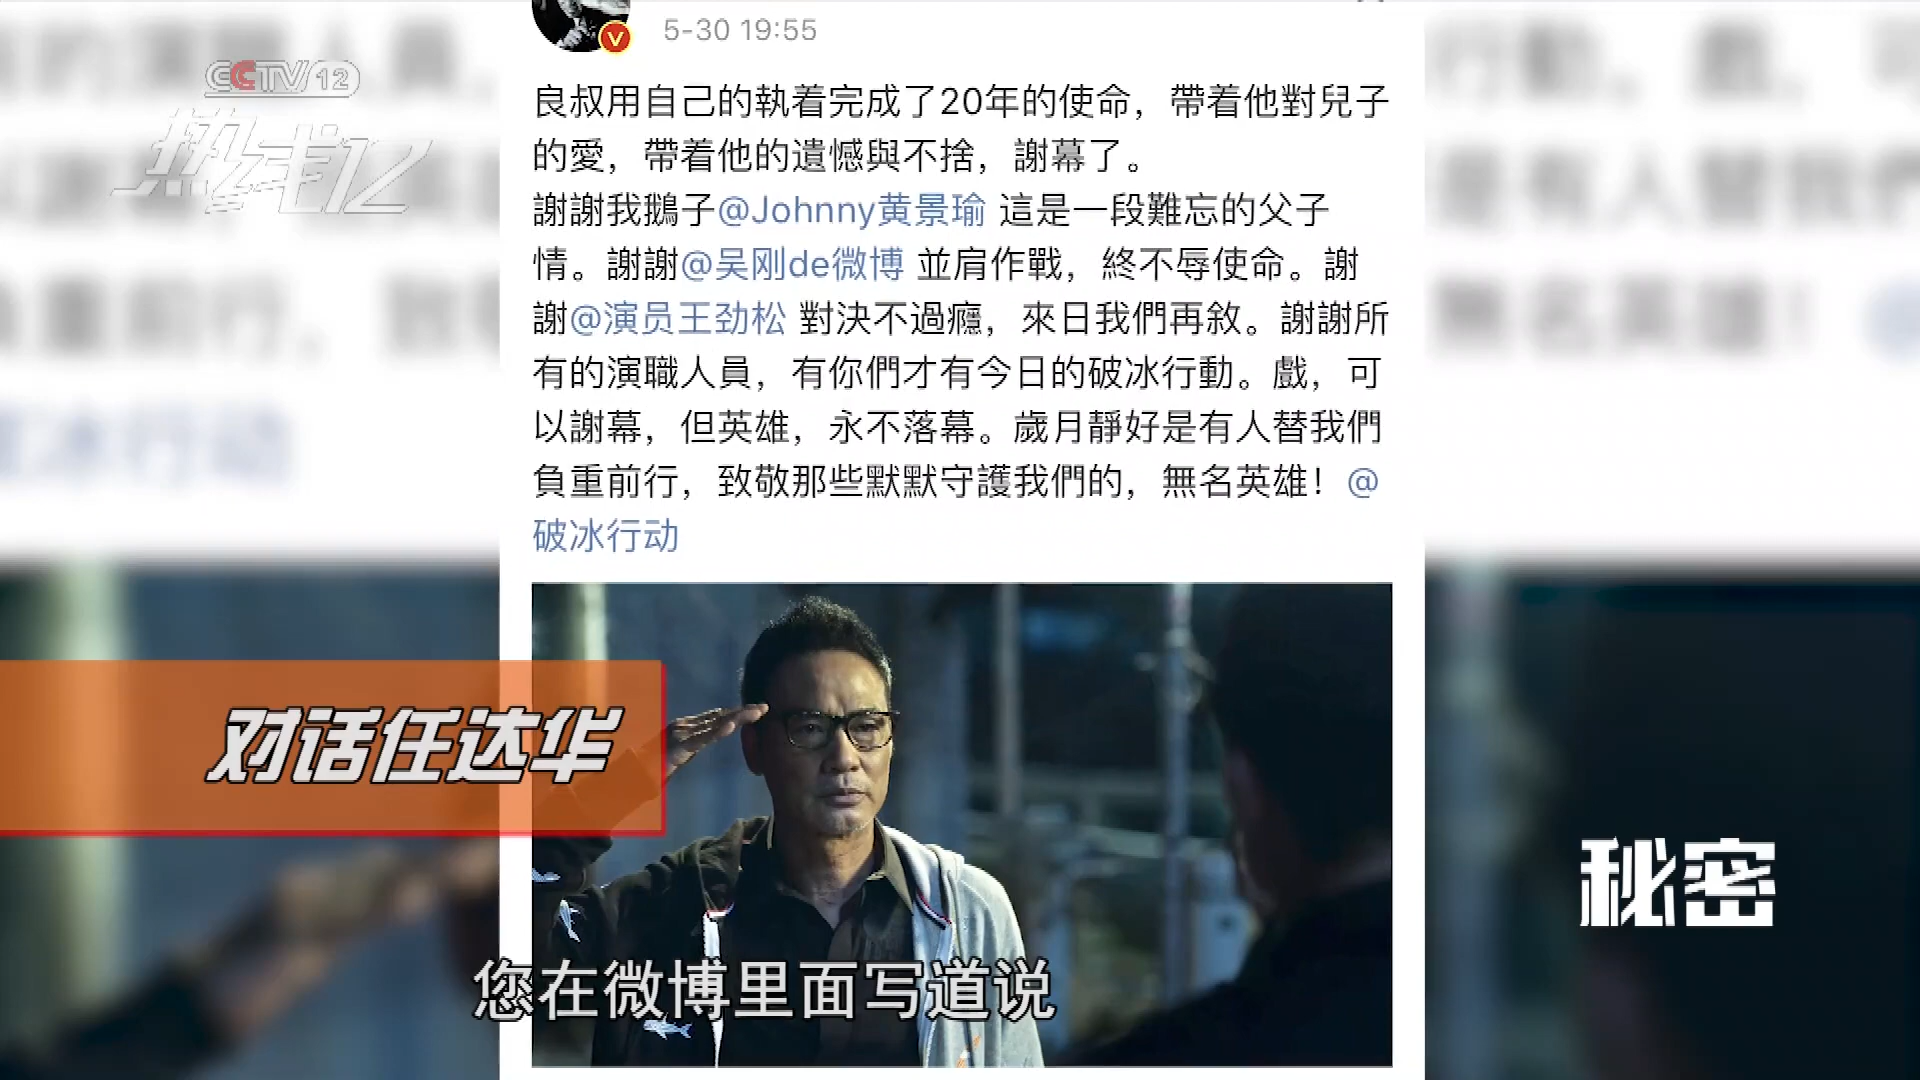 5-30 19:55
CCTV 12
热线12
良叔用自己的執着完成了20年的使命，帶着他對兒子
的愛，帶着他的遺憾與不捨，謝幕了。
謝謝我鵝子@Johnny黄景瑜 這是一段難忘的父子
情。謝謝@吴刚de微博 並肩作戰，終不辱使命。謝
謝@演员王劲松 對決不過癮，來日我們再敘。謝謝所
有的演職人員，有你們才有今日的破冰行動。戲，可
以謝幕，但英雄，永不落幕。歲月靜好是有人替我們
負重前行，致敬那些默默守護我們的，無名英雄！@
破冰行动
对话任达华
秘密
您在微博里面写道说